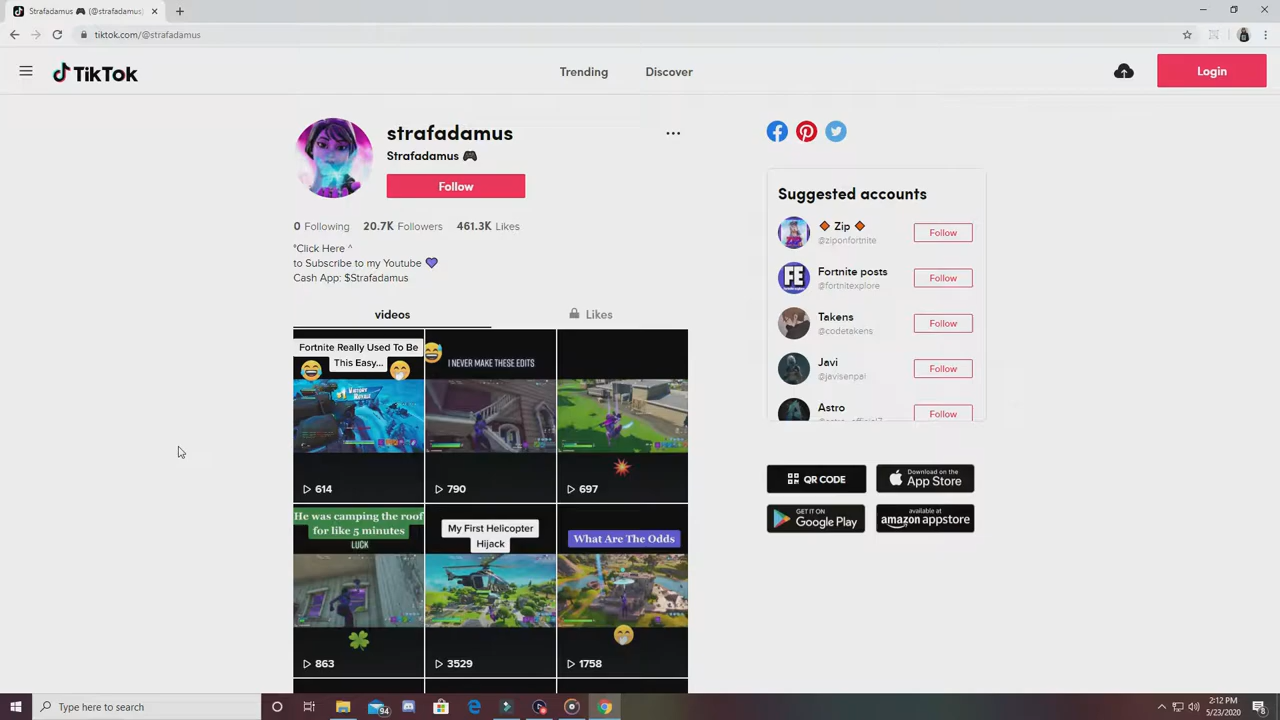 Strafadamus 🎮 (@strafadamus)
tiktok.com/@strafadamus
TikTok
Trending
Discover
Login
strafadamus
Strafadamus 🎮
Follow
0 Following 20.7K Followers 461.3K Likes
°Click Here ^
to Subscribe to my Youtube 💜
Cash App: $Strafadamus
videos
Likes
Fortnite Really Used To Be
This Easy...
VICTORY
ROYALE
614
I NEVER MAKE THESE EDITS
790
697
He was camping the roof
for like 5 minutes
LUCK
863
My First Helicopter
Hijack
3529
What Are The Odds
1758
Suggested accounts
🔸 Zip 🔸
@ziponfortnite
Follow
FE
Fortnite posts
@fortnitexplore
Follow
Takens
@codetakens
Follow
Javi
@javisenpai
Follow
Astro
Follow
QR CODE
Download on the
App Store
GET IT ON
Google Play
available at
amazon appstore
Type here to search
94
2:12 PM
5/23/2020
8